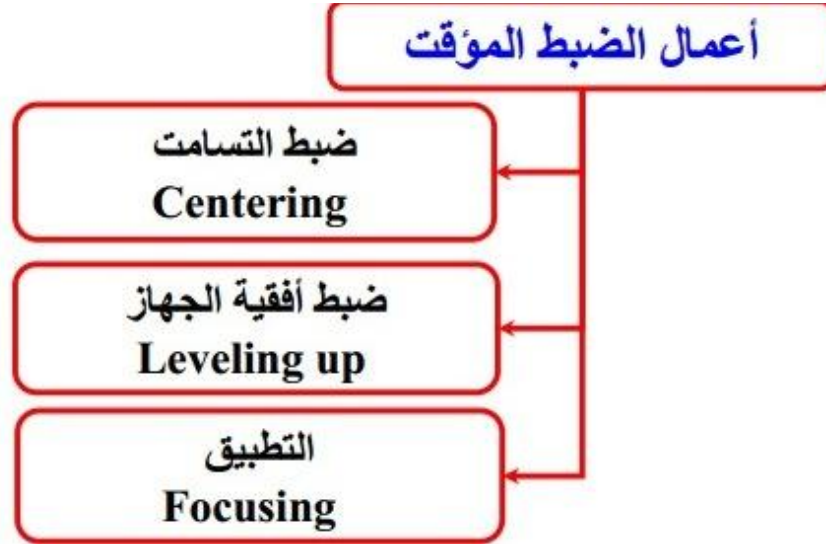 أعمال الضبط المؤقت
ضبط التسامت
Centering
ضبط أفقية الجهاز
Leveling up
التطبيق
Focusing